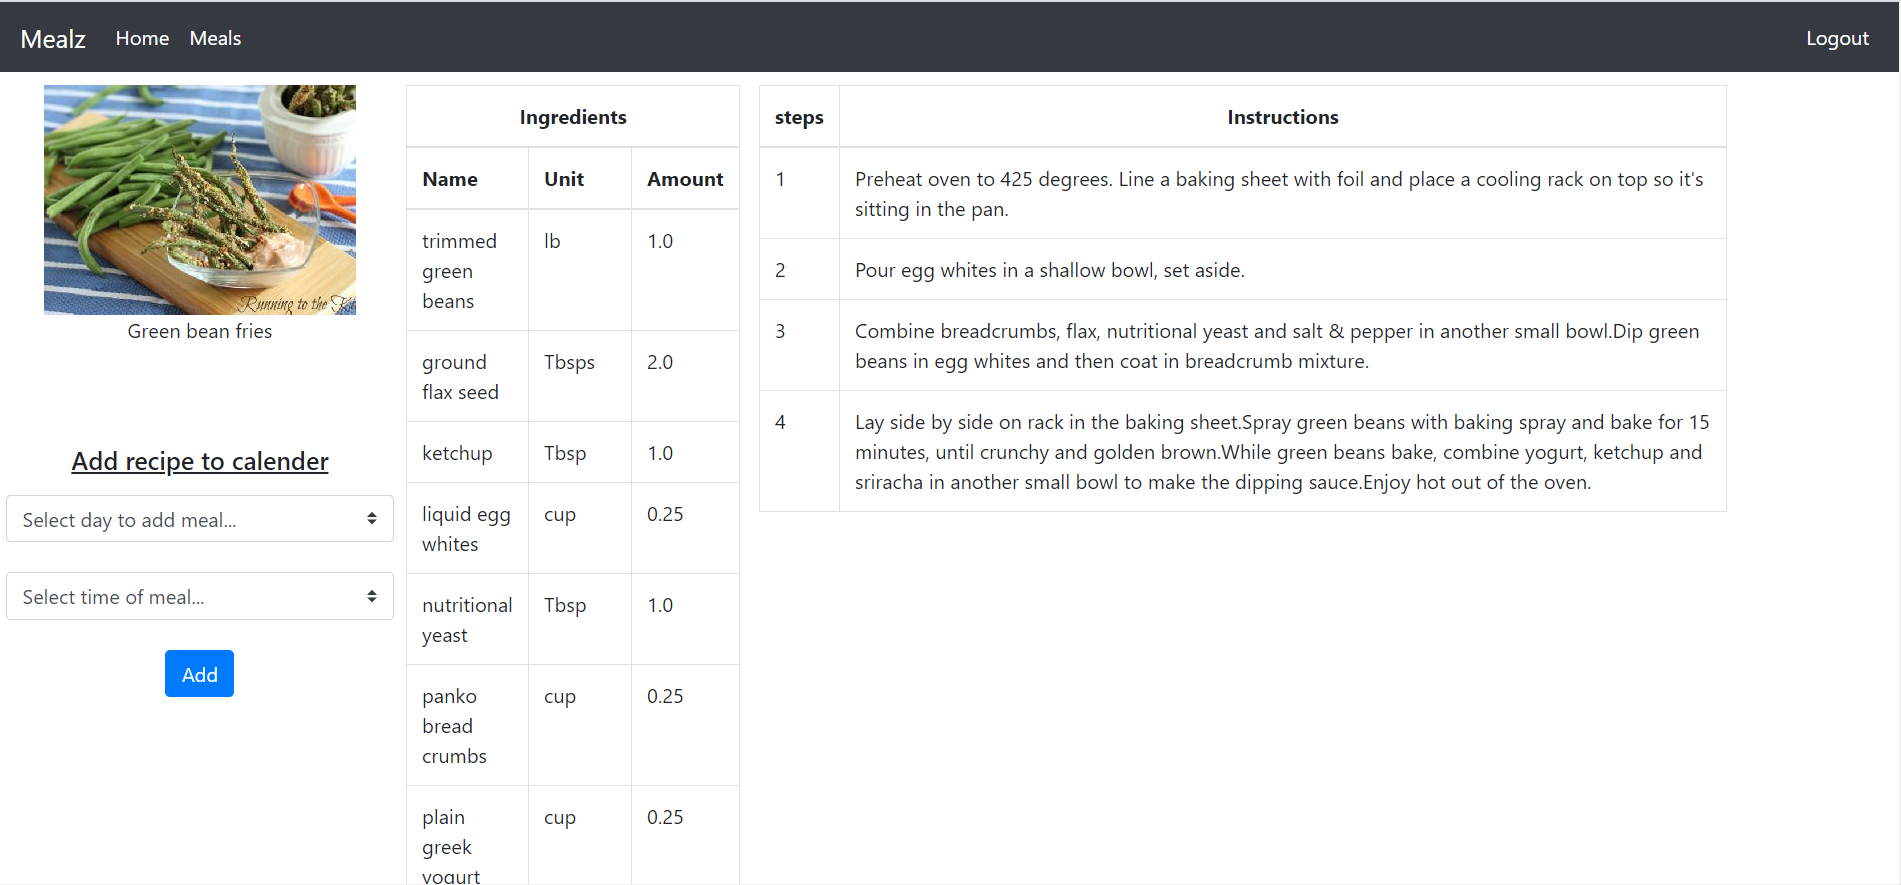 Mealz Home Meals Logout
Running to the Ki
Green bean fries
Add recipe to calender
Select day to add meal...
Select time of meal...
Add
Ingredients
Name Unit Amount
trimmed lb 1.0
green
beans
ground Tbsps 2.0
flax seed
ketchup Tbsp 1.0
liquid egg cup 0.25
whites
nutritional Tbsp 1.0
yeast
panko cup 0.25
bread
crumbs
plain cup 0.25
greek
yogurt
steps Instructions
1 Preheat oven to 425 degrees. Line a baking sheet with foil and place a cooling rack on top so it's
sitting in the pan.
2 Pour egg whites in a shallow bowl, set aside.
3 Combine breadcrumbs, flax, nutritional yeast and salt & pepper in another small bowl.Dip green
beans in egg whites and then coat in breadcrumb mixture.
4 Lay side by side on rack in the baking sheet.Spray green beans with baking spray and bake for 15
minutes, until crunchy and golden brown.While green beans bake, combine yogurt, ketchup and
sriracha in another small bowl to make the dipping sauce.Enjoy hot out of the oven.